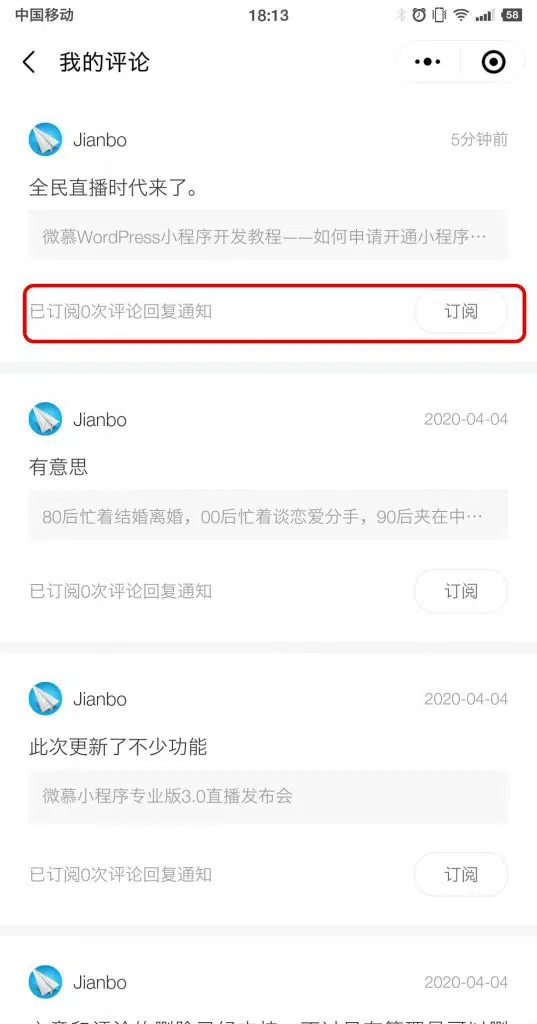 中国移动 18:13 58
我的评论
Jianbo 5分钟前
全民直播时代来了。
微慕WordPress小程序开发教程——如何申请开通小程序…
已订阅0次评论回复通知 订阅
Jianbo 2020-04-04
有意思
80后忙着结婚离婚，00后忙着谈恋爱分手，90后夹在中…
已订阅0次评论回复通知 订阅
Jianbo 2020-04-04
此次更新了不少功能
微慕小程序专业版3.0直播发布会
已订阅0次评论回复通知 订阅
Jianbo 2020-04-04